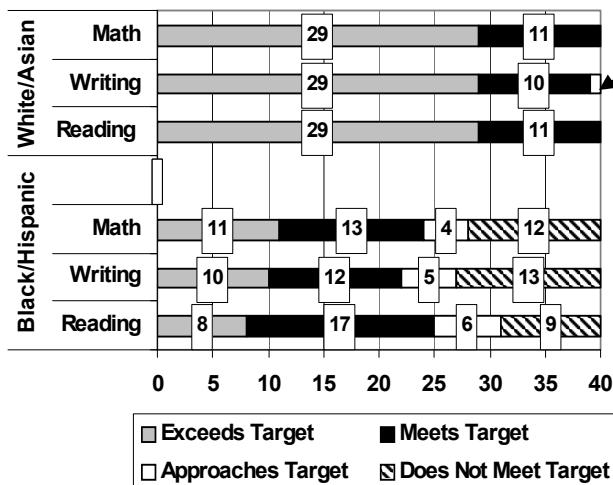 White/Asian
Math 29 11
Writing 29 10
Reading 29 11
Black/Hispanic
Math 11 13 4 12
Writing 10 12 5 13
Reading 8 17 6 9
0 5 10 15 20 25 30 35 40
Exceeds Target Meets Target
Approaches Target Does Not Meet Target